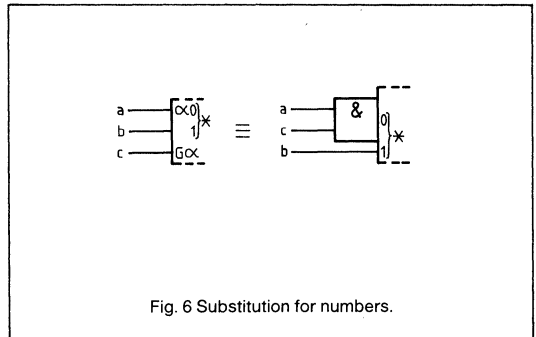 a α0 } *
b 1
c Gα
≡
a &
c 0 } *
b 1
Fig. 6 Substitution for numbers.